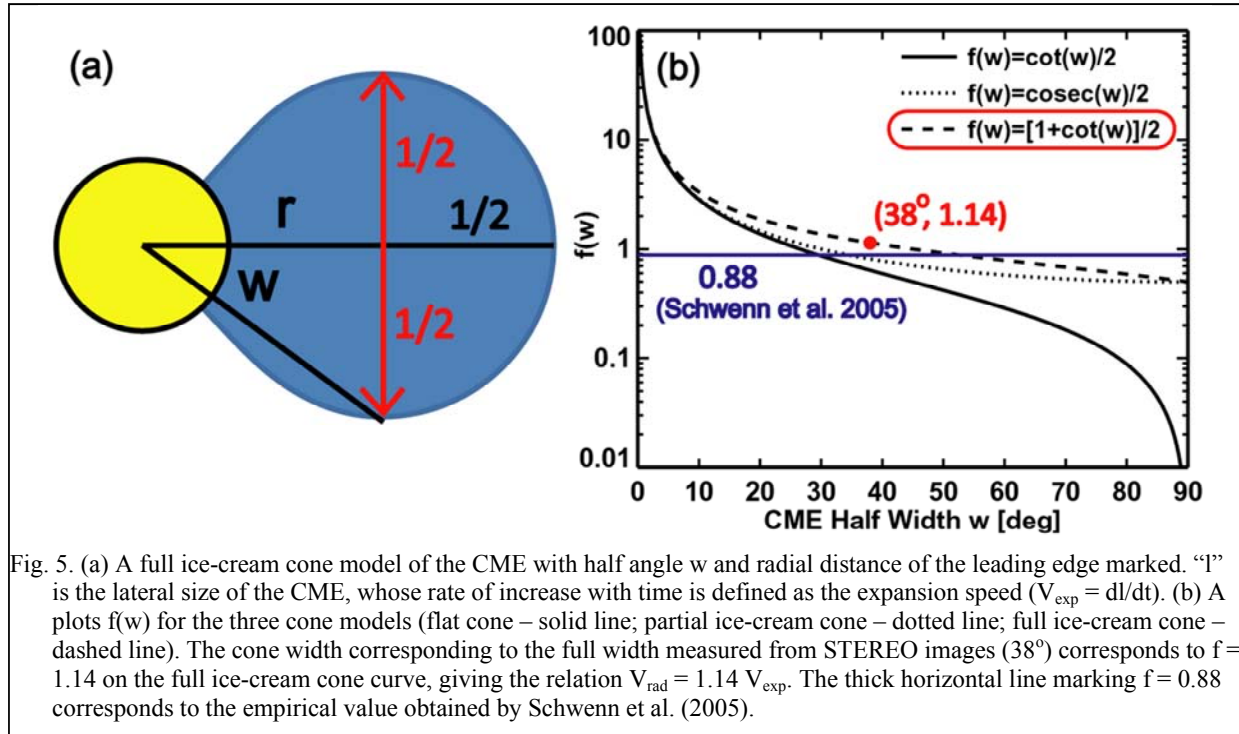 (a)
1/2
r
1/2
w
1/2
(b)
f(w)=cot(w)/2
f(w)=cosec(w)/2
f(w)=[1+cot(w)]/2
100
10
1
0.1
0.01
f(w)
(38°, 1.14)
0.88
(Schwenn et al. 2005)
0 10 20 30 40 50 60 70 80 90
CME Half Width w [deg]
Fig. 5. (a) A full ice-cream cone model of the CME with half angle w and radial distance of the leading edge marked. “l”
is the lateral size of the CME, whose rate of increase with time is defined as the expansion speed (V_exp = dl/dt). (b) A
plots f(w) for the three cone models (flat cone – solid line; partial ice-cream cone – dotted line; full ice-cream cone –
dashed line). The cone width corresponding to the full width measured from STEREO images (38°) corresponds to f =
1.14 on the full ice-cream cone curve, giving the relation V_rad = 1.14 V_exp. The thick horizontal line marking f = 0.88
corresponds to the empirical value obtained by Schwenn et al. (2005).